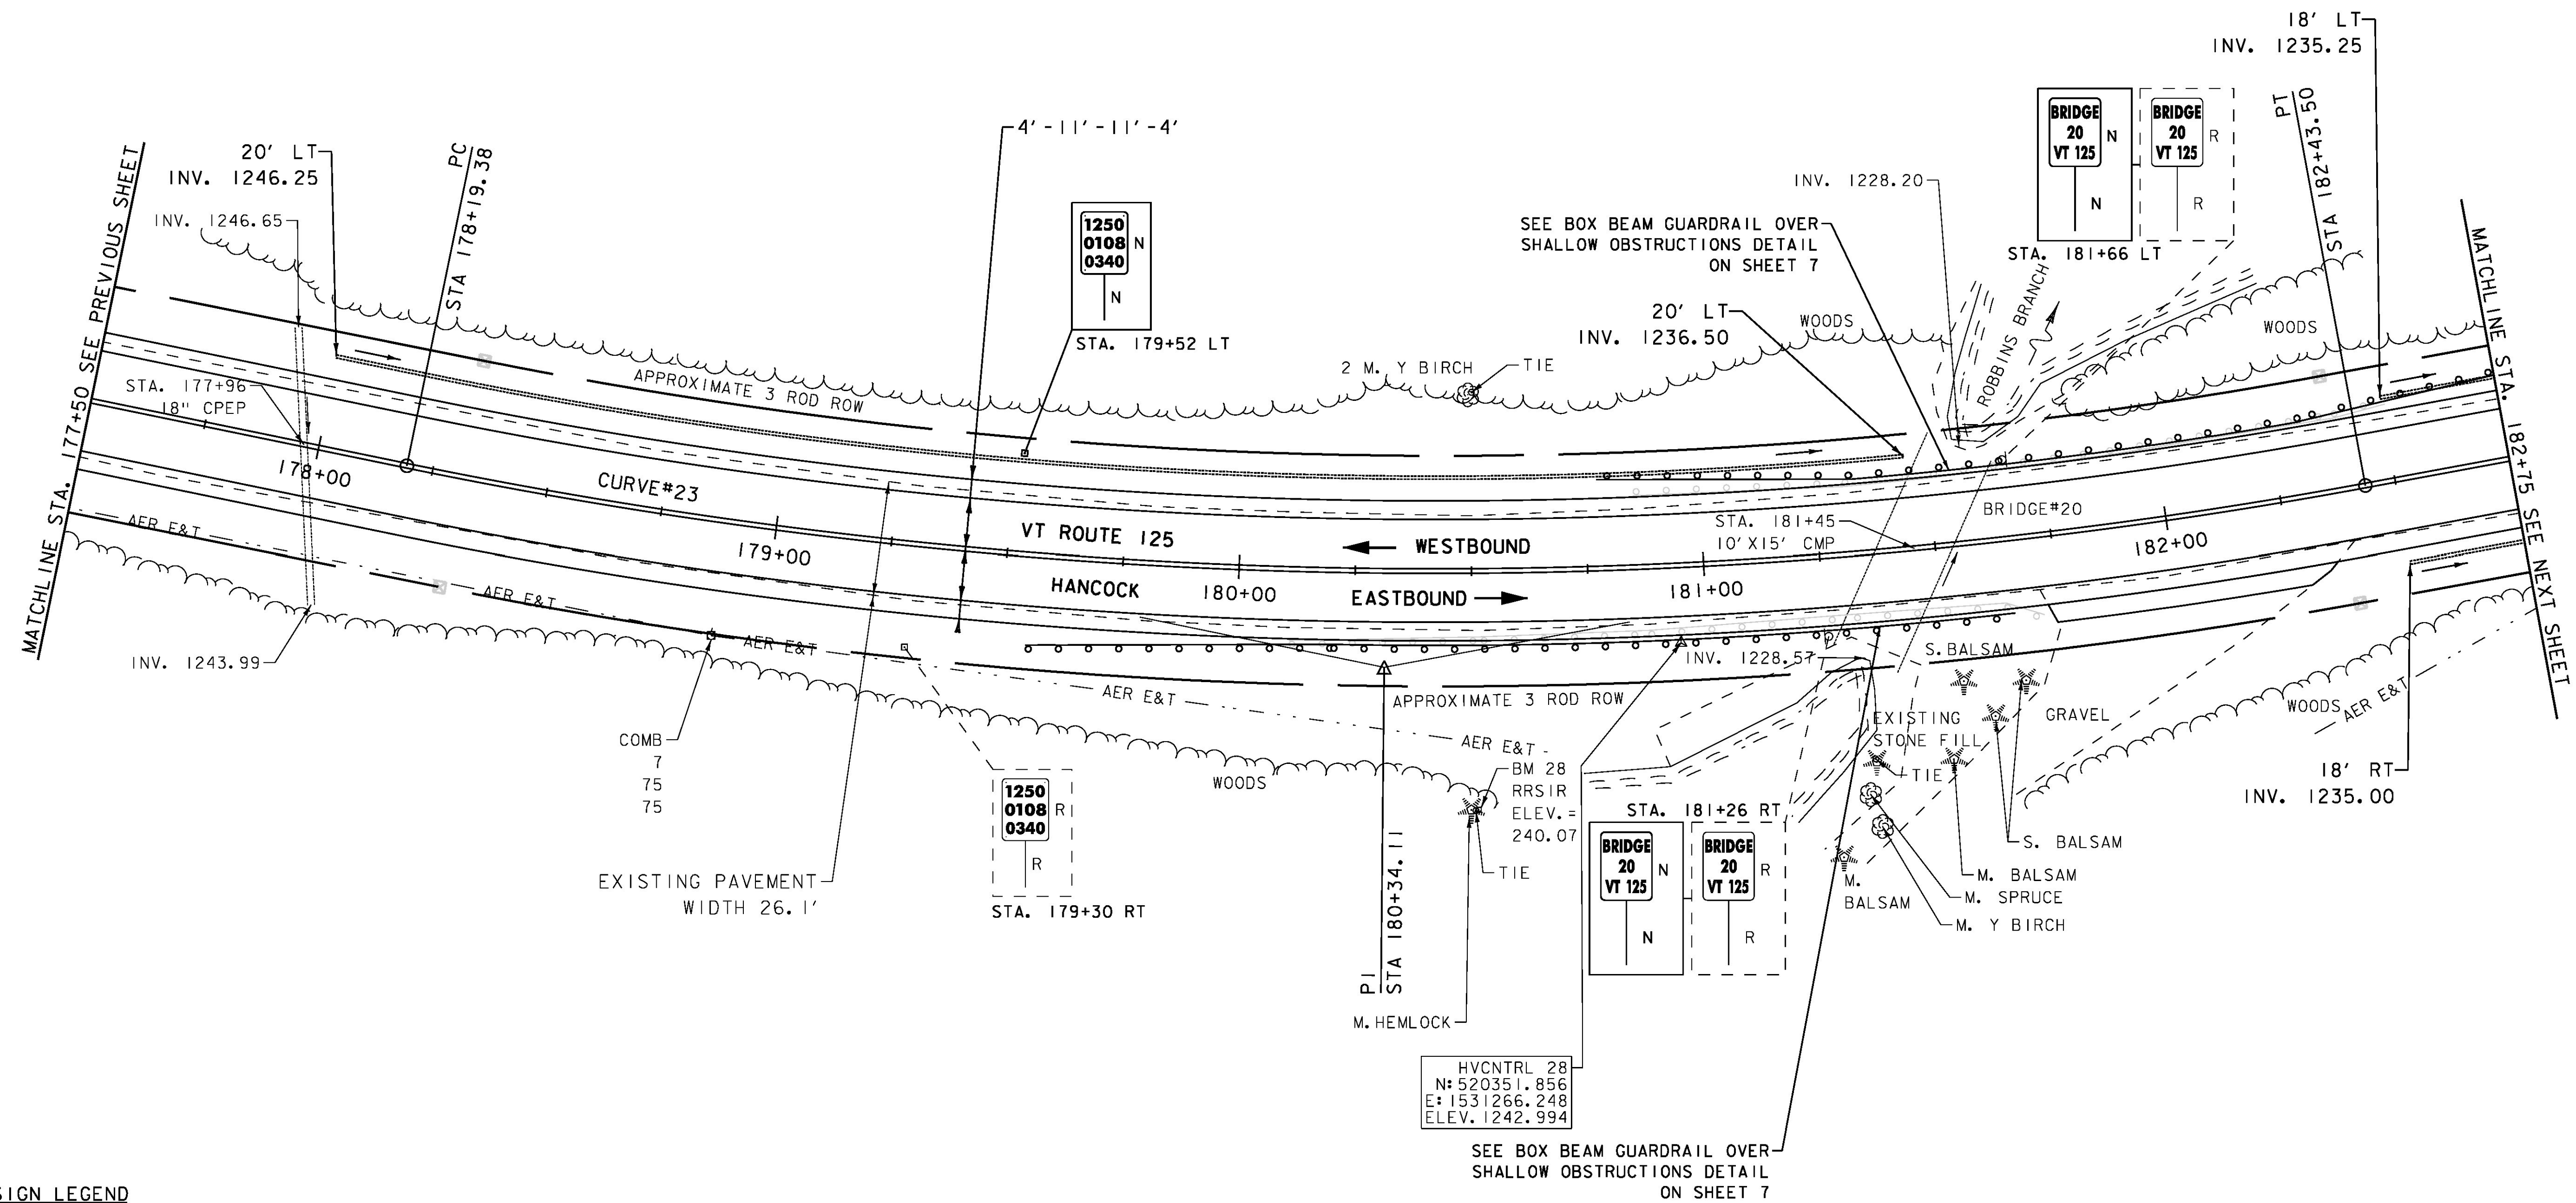 18' LT
INV. 1235.25
20' LT
INV. 1246.25
INV. 1246.65
PC
STA 178+19.38
4'-11'-11'-4'
1250
0108
0340
N
N
STA. 179+52 LT
INV. 1228.20
SEE BOX BEAM GUARDRAIL OVER
SHALLOW OBSTRUCTIONS DETAIL
ON SHEET 7
BRIDGE
20
VT 125
N
N
BRIDGE
20
VT 125
R
R
STA. 181+66 LT
PT
STA 182+43.50
MATCHLINE STA. 177+50 SEE PREVIOUS SHEET
MATCHLINE STA. 182+75 SEE NEXT SHEET
20' LT
INV. 1236.50
WOODS
ROBBINS BRANCH
WOODS
2 M. Y BIRCH
TIE
APPROXIMATE 3 ROD ROW
STA. 177+96
18" CPEP
178+00
CURVE#23
179+00
VT ROUTE 125
HANCOCK
180+00
WESTBOUND
EASTBOUND
STA. 181+45
10'X15' CMP
181+00
BRIDGE#20
182+00
AER E&T
AER E&T
AER E&T
AER E&T
AER E&T
INV. 1243.99
COMB
7
75
75
EXISTING PAVEMENT
WIDTH 26.1'
1250
0108
0340
R
R
STA. 179+30 RT
WOODS
APPROXIMATE 3 ROD ROW
INV. 1228.57
S.BALSAM
EXISTING
STONE FILL
GRAVEL
WOODS
AER E&T
TIE
BM 28
RRSIR
ELEV.=
240.07
TIE
PI
STA 180+34.11
M.HEMLOCK
STA. 181+26 RT
BRIDGE
20
VT 125
N
N
BRIDGE
20
VT 125
R
R
18' RT
INV. 1235.00
S. BALSAM
M. BALSAM
M. SPRUCE
M. Y BIRCH
M.
BALSAM
HVCNTRL 28
N:520351.856
E:1531266.248
ELEV.1242.994
SEE BOX BEAM GUARDRAIL OVER
SHALLOW OBSTRUCTIONS DETAIL
ON SHEET 7
SIGN LEGEND